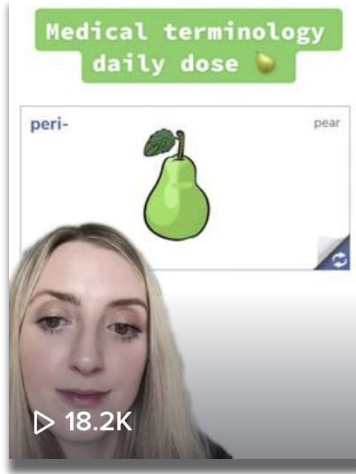 Medical terminology
daily dose 🍐
peri-
pear
18.2K